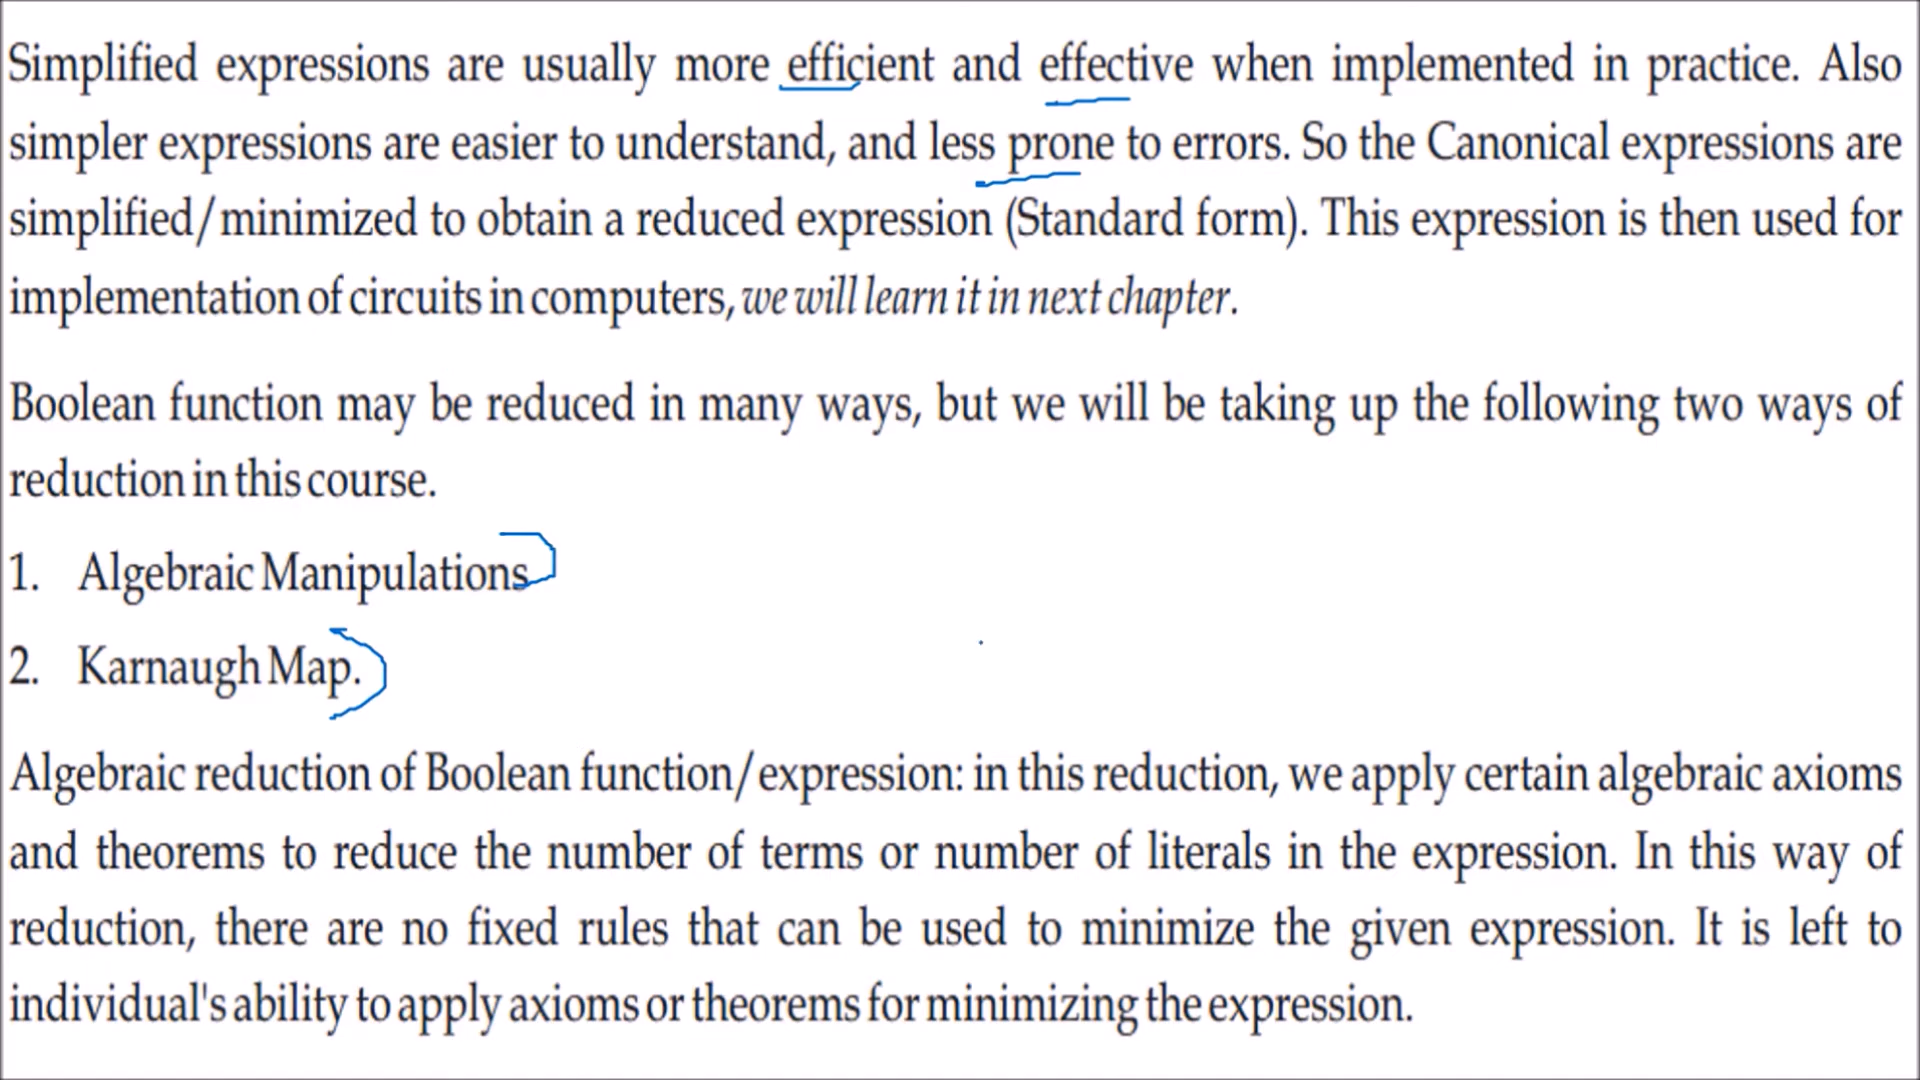 Simplified expressions are usually more efficient and effective when implemented in practice. Also
simpler expressions are easier to understand, and less prone to errors. So the Canonical expressions are
simplified/minimized to obtain a reduced expression (Standard form). This expression is then used for
implementation of circuits in computers, we will learn it in next chapter.
Boolean function may be reduced in many ways, but we will be taking up the following two ways of
reduction in this course.
1. Algebraic Manipulations
2. Karnaugh Map.
Algebraic reduction of Boolean function/expression: in this reduction, we apply certain algebraic axioms
and theorems to reduce the number of terms or number of literals in the expression. In this way of
reduction, there are no fixed rules that can be used to minimize the given expression. It is left to
individual's ability to apply axioms or theorems for minimizing the expression.